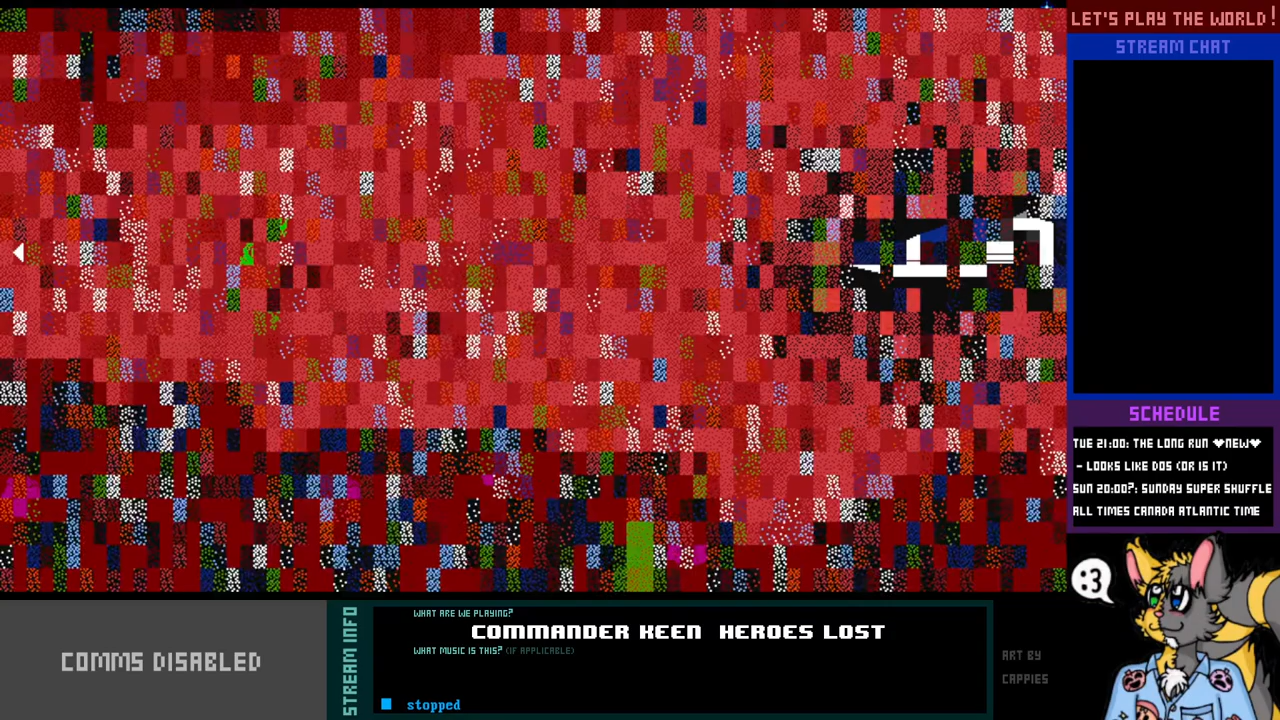 LET'S PLAY THE WORLD!
STREAM CHAT
SCHEDULE
TUE 21:00: THE LONG RUN ♥NEW♥
- LOOKS LIKE DOS (OR IS IT)
SUN 20:00?: SUNDAY SUPER SHUFFLE
ALL TIMES CANADA ATLANTIC TIME
:3
COMMS DISABLED
STREAM INFO
WHAT ARE WE PLAYING?
COMMANDER KEEN HEROES LOST
WHAT MUSIC IS THIS? (IF APPLICABLE)
stopped
ART BY
CAPPIES